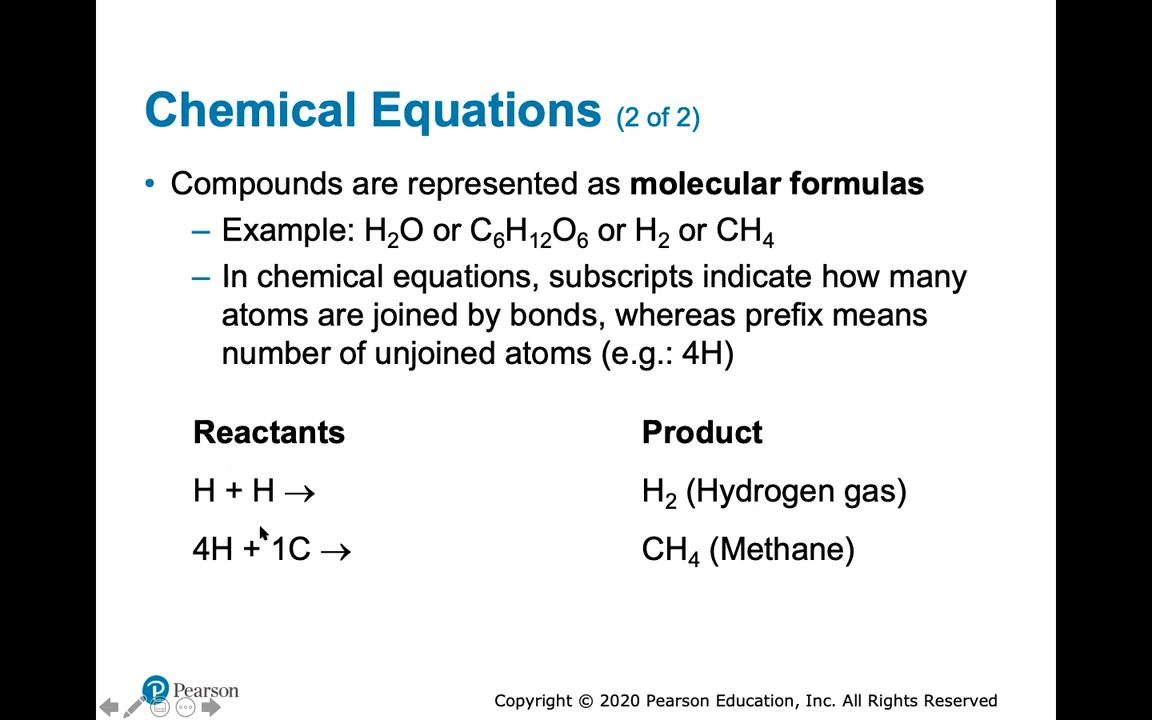 Chemical Equations (2 of 2)
• Compounds are represented as molecular formulas
– Example: H₂O or C₆H₁₂O₆ or H₂ or CH₄
– In chemical equations, subscripts indicate how many
atoms are joined by bonds, whereas prefix means
number of unjoined atoms (e.g.: 4H)
Reactants Product
H + H → H₂ (Hydrogen gas)
4H + 1C → CH₄ (Methane)
P Pearson
Copyright © 2020 Pearson Education, Inc. All Rights Reserved